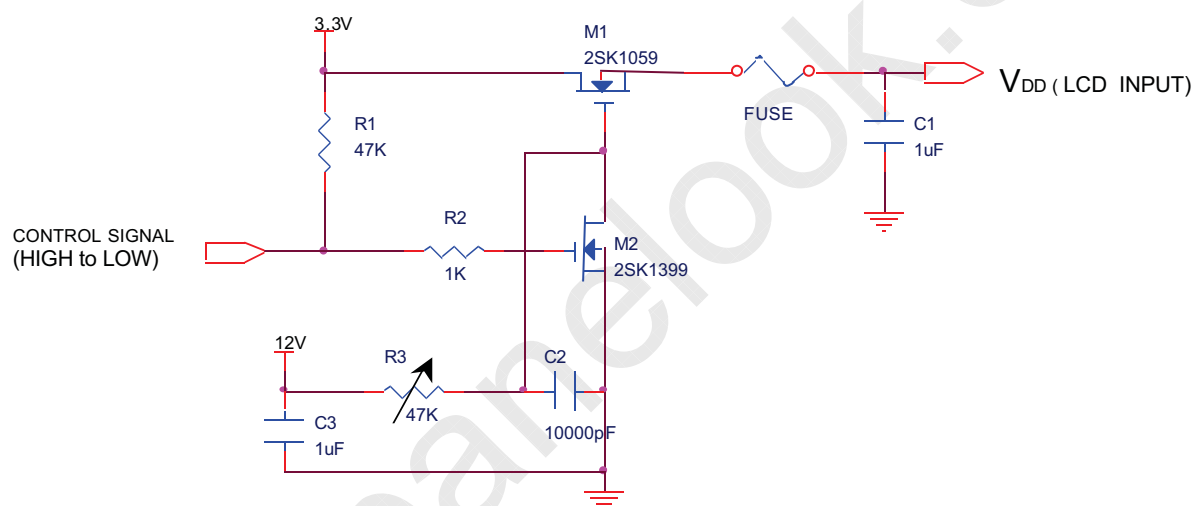 3.3V
M1
2SK1059
VDD ( LCD INPUT)
FUSE
R1
47K
C1
1uF
CONTROL SIGNAL
(HIGH to LOW)
R2
1K
M2
2SK1399
12V
R3
47K
C2
10000pF
C3
1uF
panelook.c